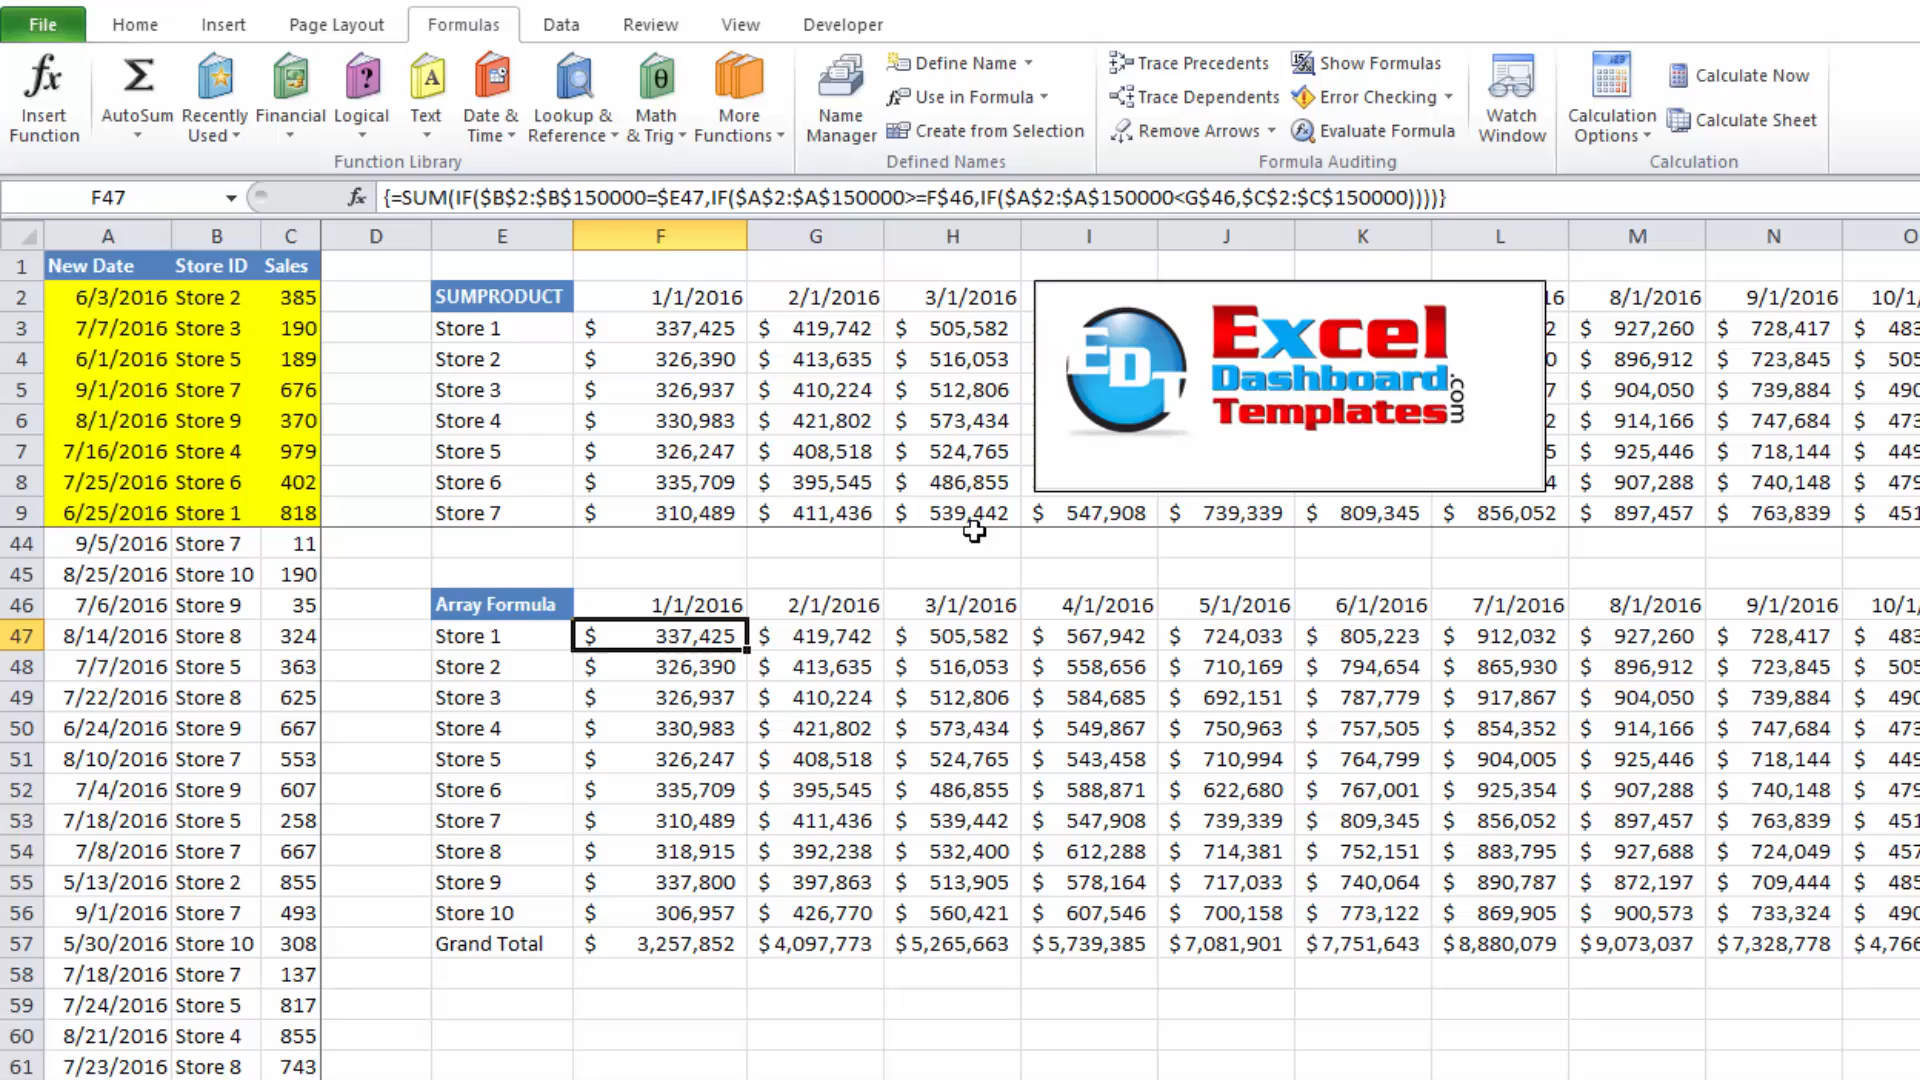 File Home Insert Page Layout Formulas Data Review View Developer
fx Σ ? A θ
Insert Function AutoSum Recently Used Financial Logical Text Date & Time Lookup & Reference Math & Trig More Functions
Function Library
Name Manager Define Name Use in Formula Create from Selection
Defined Names
Trace Precedents Show Formulas
Trace Dependents Error Checking
Remove Arrows Evaluate Formula
Formula Auditing
Watch Window
Calculation Options Calculate Now Calculate Sheet
Calculation
F47 fx {=SUM(IF($B$2:$B$150000=$E47,IF($A$2:$A$150000>=F$46,IF($A$2:$A$150000<G$46,$C$2:$C$150000))))}
A B C D E F G H I J K L M N O
1 New Date Store ID Sales
2 6/3/2016 Store 2 385 SUMPRODUCT 1/1/2016 2/1/2016 3/1/2016 16 8/1/2016 9/1/2016 10/1/
3 7/7/2016 Store 3 190 Store 1 $ 337,425 $ 419,742 $ 505,582 2 $ 927,260 $ 728,417 $ 483
4 6/1/2016 Store 5 189 Store 2 $ 326,390 $ 413,635 $ 516,053 0 $ 896,912 $ 723,845 $ 505
5 9/1/2016 Store 7 676 Store 3 $ 326,937 $ 410,224 $ 512,806 7 $ 904,050 $ 739,884 $ 490
6 8/1/2016 Store 9 370 Store 4 $ 330,983 $ 421,802 $ 573,434 2 $ 914,166 $ 747,684 $ 473
7 7/16/2016 Store 4 979 Store 5 $ 326,247 $ 408,518 $ 524,765 5 $ 925,446 $ 718,144 $ 449
8 7/25/2016 Store 6 402 Store 6 $ 335,709 $ 395,545 $ 486,855 4 $ 907,288 $ 740,148 $ 479
9 6/25/2016 Store 1 818 Store 7 $ 310,489 $ 411,436 $ 539,442 $ 547,908 $ 739,339 $ 809,345 $ 856,052 $ 897,457 $ 763,839 $ 451
EDT
Excel
Dashboard
Templates
.com
44 9/5/2016 Store 7 11
45 8/25/2016 Store 10 190
46 7/6/2016 Store 9 35 Array Formula 1/1/2016 2/1/2016 3/1/2016 4/1/2016 5/1/2016 6/1/2016 7/1/2016 8/1/2016 9/1/2016 10/1/
47 8/14/2016 Store 8 324 Store 1 $ 337,425 $ 419,742 $ 505,582 $ 567,942 $ 724,033 $ 805,223 $ 912,032 $ 927,260 $ 728,417 $ 483
48 7/7/2016 Store 5 363 Store 2 $ 326,390 $ 413,635 $ 516,053 $ 558,656 $ 710,169 $ 794,654 $ 865,930 $ 896,912 $ 723,845 $ 505
49 7/22/2016 Store 8 625 Store 3 $ 326,937 $ 410,224 $ 512,806 $ 584,685 $ 692,151 $ 787,779 $ 917,867 $ 904,050 $ 739,884 $ 490
50 6/24/2016 Store 9 667 Store 4 $ 330,983 $ 421,802 $ 573,434 $ 549,867 $ 750,963 $ 757,505 $ 854,352 $ 914,166 $ 747,684 $ 473
51 8/10/2016 Store 7 553 Store 5 $ 326,247 $ 408,518 $ 524,765 $ 543,458 $ 710,994 $ 764,799 $ 904,005 $ 925,446 $ 718,144 $ 449
52 7/4/2016 Store 9 607 Store 6 $ 335,709 $ 395,545 $ 486,855 $ 588,871 $ 622,680 $ 767,001 $ 925,354 $ 907,288 $ 740,148 $ 479
53 7/18/2016 Store 5 258 Store 7 $ 310,489 $ 411,436 $ 539,442 $ 547,908 $ 739,339 $ 809,345 $ 856,052 $ 897,457 $ 763,839 $ 451
54 7/8/2016 Store 7 667 Store 8 $ 318,915 $ 392,238 $ 532,400 $ 612,288 $ 714,381 $ 752,151 $ 883,795 $ 927,688 $ 724,049 $ 457
55 5/13/2016 Store 2 855 Store 9 $ 337,800 $ 397,863 $ 513,905 $ 578,164 $ 717,033 $ 740,064 $ 890,787 $ 872,197 $ 709,444 $ 485
56 9/1/2016 Store 7 493 Store 10 $ 306,957 $ 426,770 $ 560,421 $ 607,546 $ 700,158 $ 773,122 $ 869,905 $ 900,573 $ 733,324 $ 490
57 5/30/2016 Store 10 308 Grand Total $ 3,257,852 $ 4,097,773 $ 5,265,663 $ 5,739,385 $ 7,081,901 $ 7,751,643 $ 8,880,079 $ 9,073,037 $ 7,328,778 $ 4,766
58 7/18/2016 Store 7 137
59 7/24/2016 Store 5 817
60 8/21/2016 Store 4 855
61 7/23/2016 Store 8 743